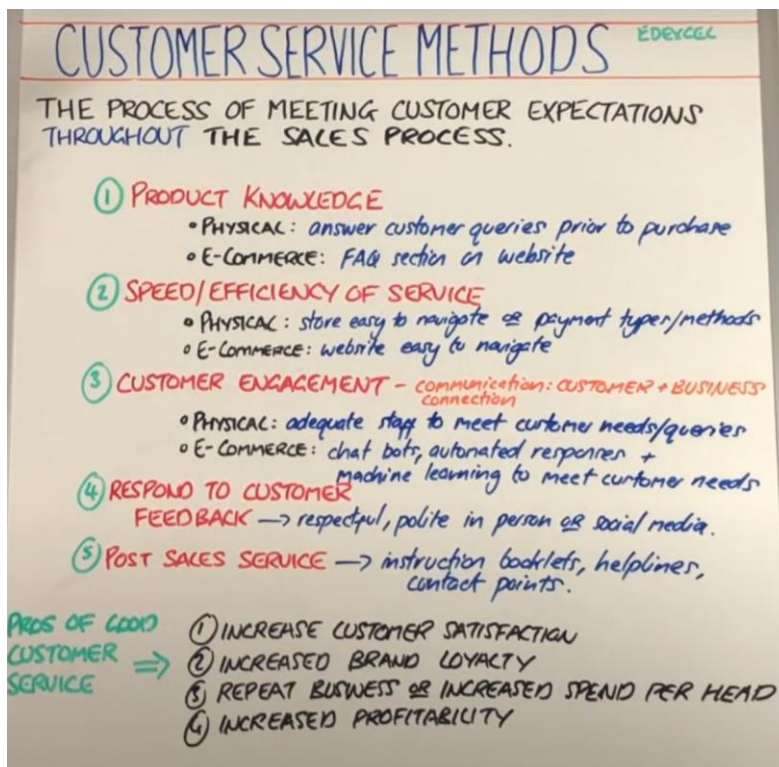 CUSTOMER SERVICE METHODS EDEXCEL
THE PROCESS OF MEETING CUSTOMER EXPECTATIONS
THROUGHOUT THE SALES PROCESS.
① PRODUCT KNOWLEDGE
• PHYSICAL: answer customer queries prior to purchase
• E-COMMERCE: FAQ section on website
② SPEED/EFFICIENCY OF SERVICE
• PHYSICAL: store easy to navigate or payment types/methods
• E-COMMERCE: website easy to navigate
③ CUSTOMER ENGAGEMENT - communication: CUSTOMER + BUSINESS
connection
• PHYSICAL: adequate staff to meet customer needs/queries
• E-COMMERCE: chat bots, automated responses +
machine learning to meet customer needs
④ RESPOND TO CUSTOMER
FEEDBACK → respectful, polite in person or social media.
⑤ POST SALES SERVICE → instruction booklets, helplines,
contact points.
PROS OF GOOD
CUSTOMER
SERVICE ⇒
① INCREASE CUSTOMER SATISFACTION
② INCREASED BRAND LOYALTY
③ REPEAT BUSINESS OR INCREASED SPEND PER HEAD
④ INCREASED PROFITABILITY